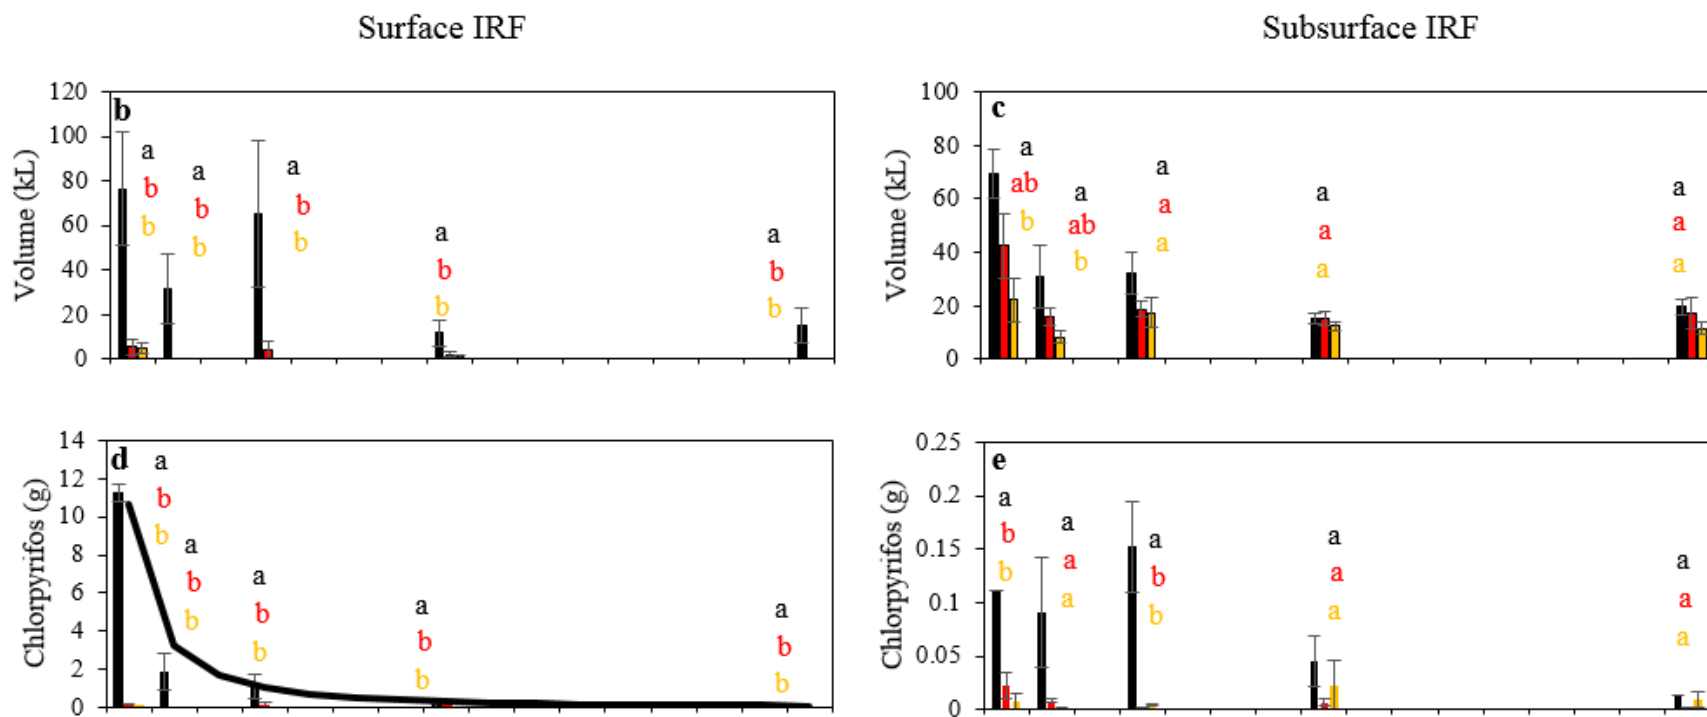 Surface IRF
Subsurface IRF
b
Volume (kL)
120
100
80
60
40
20
0
a
b
b
a
b
b
a
b
b
a
b
b
a
b
b
c
Volume (kL)
100
80
60
40
20
0
a
ab
b
a
ab
b
a
a
a
a
a
a
a
a
a
d
Chlorpyrifos (g)
14
12
10
8
6
4
2
0
a
b
b
a
b
b
a
b
b
a
b
b
a
b
b
e
Chlorpyrifos (g)
0.25
0.2
0.15
0.1
0.05
0
a
b
b
a
a
a
a
b
b
a
a
a
a
a
a